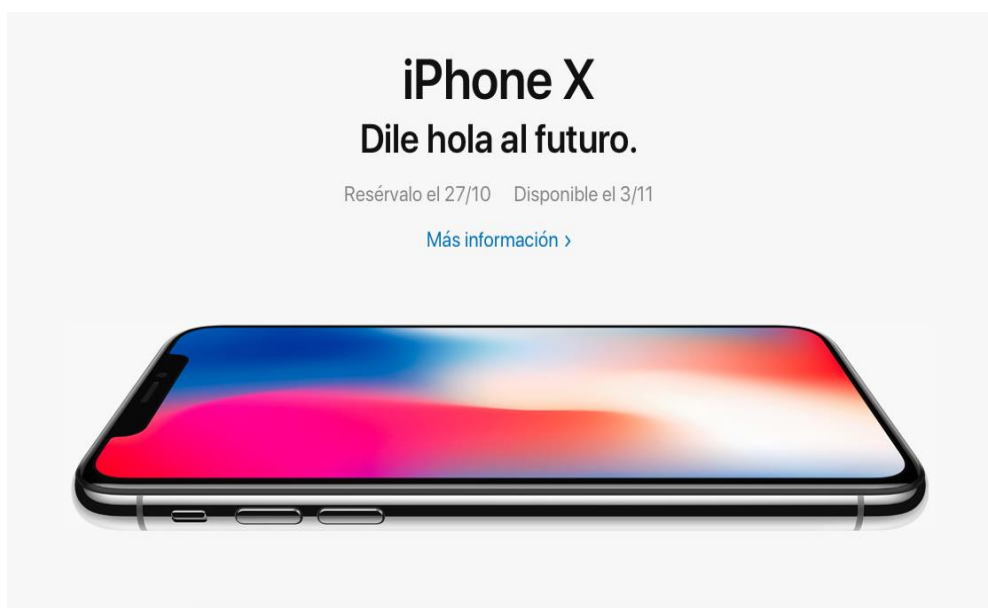 iPhone X
Dile hola al futuro.
Resérvalo el 27/10 Disponible el 3/11
Más información ›